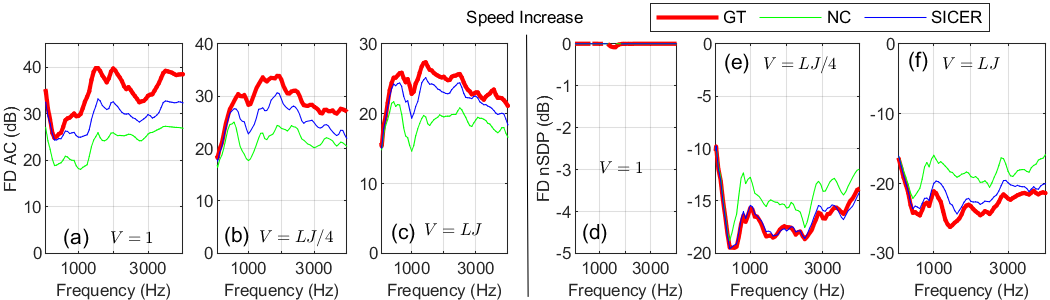 Speed Increase
GT NC SICER
FD AC (dB)
40
30
20
10
0
1000 3000
Frequency (Hz)
(a) V = 1
40
30
20
10
0
1000 3000
Frequency (Hz)
(b) V = LJ/4
30
20
10
0
1000 3000
Frequency (Hz)
(c) V = LJ
FD nSDP (dB)
0
-1
-2
-3
-4
-5
1000 3000
Frequency (Hz)
V = 1
(d)
0
-5
-10
-15
-20
1000 3000
Frequency (Hz)
(e) V = LJ/4
0
-10
-20
-30
1000 3000
Frequency (Hz)
(f) V = LJ